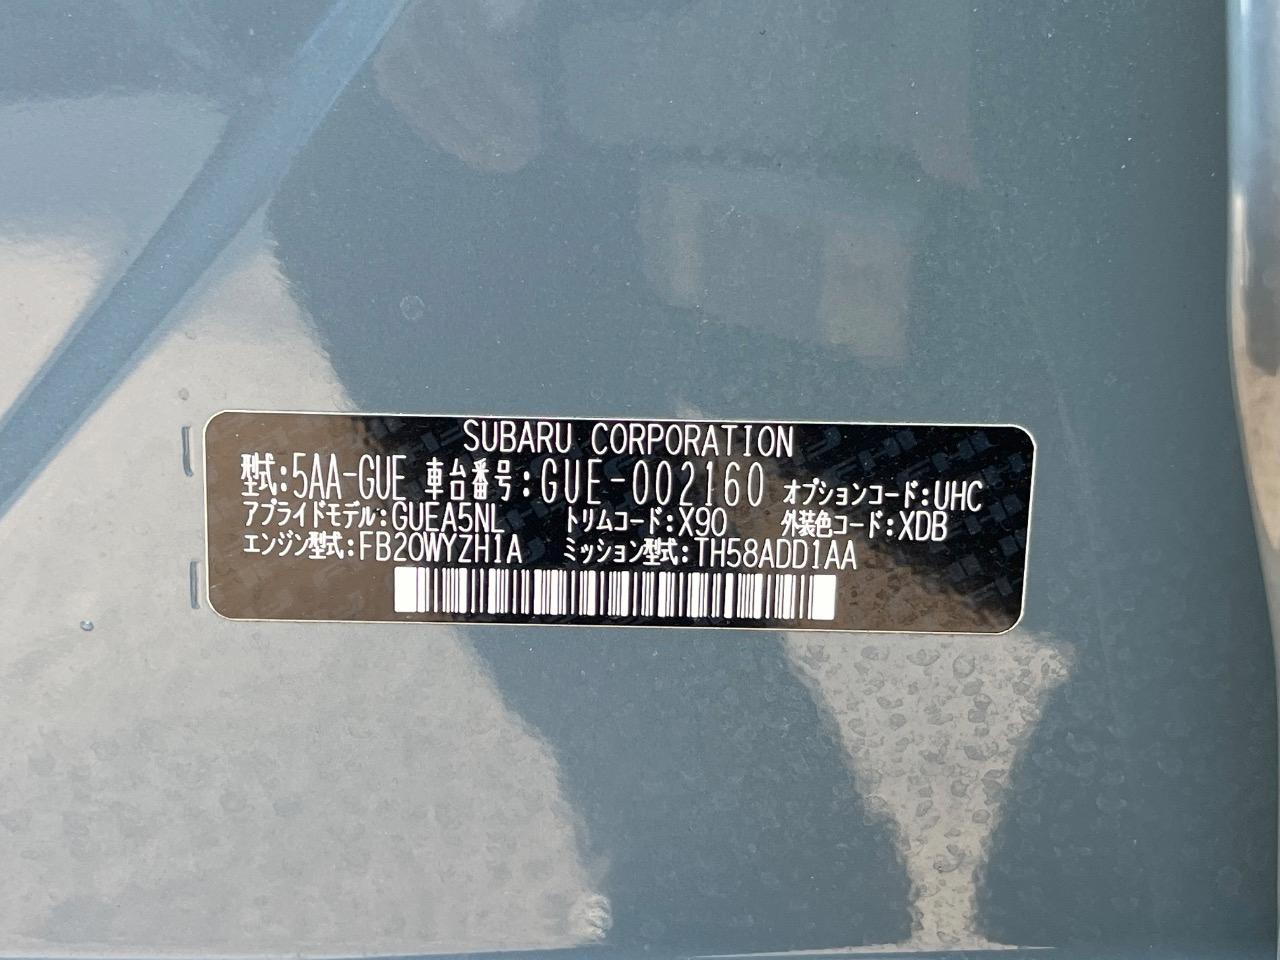 SUBARU CORPORATION
型式:5AA-GUE 車台番号:GUE-002160 オプションコード:UHC
アプライドモデル:GUEA5NL トリムコード:X90 外装色コード:XDB
エンジン型式:FB20WYZH1A ミッション型式:TH58ADD1AA